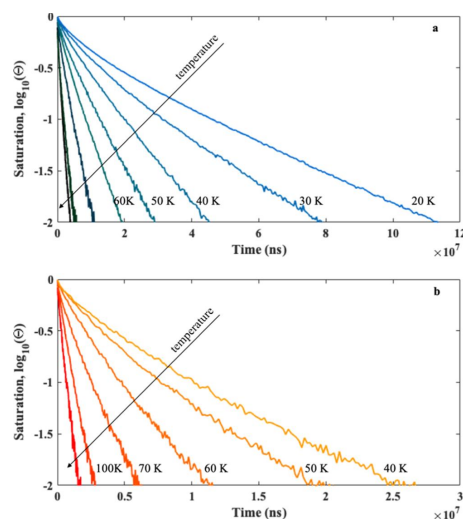 a
0
-0.5
-1
-1.5
-2
Saturation, log10(Θ)
temperature
60K 50 K 40 K 30 K 20 K
0 2 4 6 8 10 12
Time (ns) ×10^7
b
0
-0.5
-1
-1.5
-2
Saturation, log10(Θ)
temperature
100K 70 K 60 K 50 K 40 K
0 0.5 1 1.5 2 2.5 3
Time (ns) ×10^7